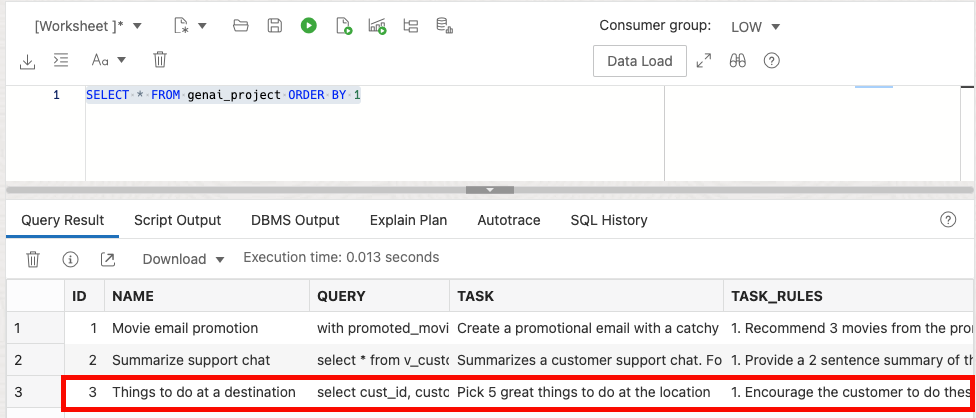 [Worksheet ]*
Consumer group: LOW
Aa
Data Load
1 SELECT * FROM genai_project ORDER BY 1
Query Result Script Output DBMS Output Explain Plan Autotrace SQL History
Download Execution time: 0.013 seconds
ID NAME QUERY TASK TASK_RULES
1 1 Movie email promotion with promoted_movi Create a promotional email with a catchy 1. Recommend 3 movies from the pro
2 2 Summarize support chat select * from v_custo Summarizes a customer support chat. Fo 1. Provide a 2 sentence summary of th
3 3 Things to do at a destination select cust_id, custo Pick 5 great things to do at the location 1. Encourage the customer to do thes